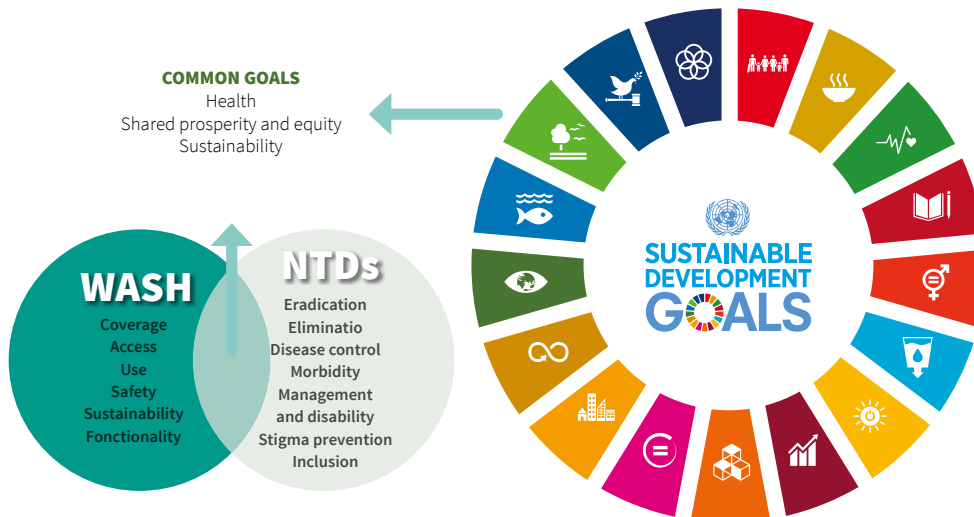 COMMON GOALS
Health
Shared prosperity and equity
Sustainability
WASH
Coverage
Access
Use
Safety
Sustainability
Fonctionality
NTDs
Eradication
Eliminatio
Disease control
Morbidity
Management
and disability
Stigma prevention
Inclusion
SUSTAINABLE
DEVELOPMENT
GOALS